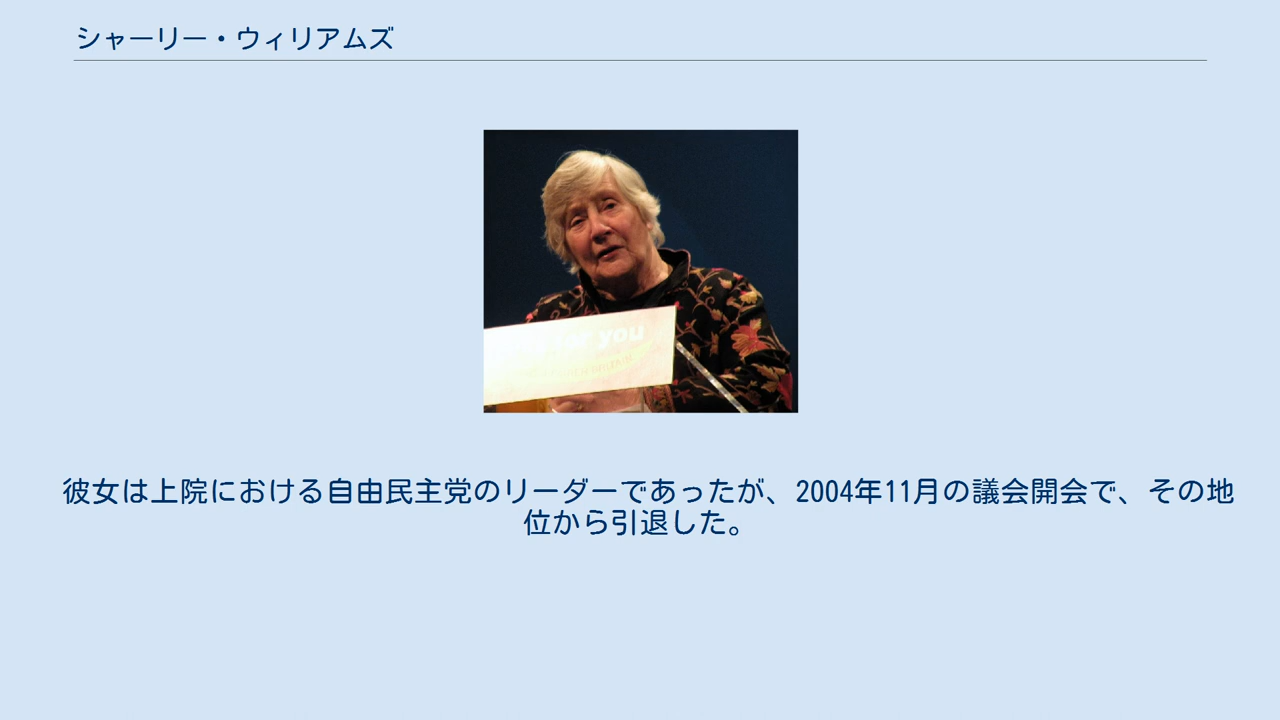 シャーリー・ウィリアムズ
for you
彼女は上院における自由民主党のリーダーであったが、2004年11月の議会開会で、その地
位から引退した。